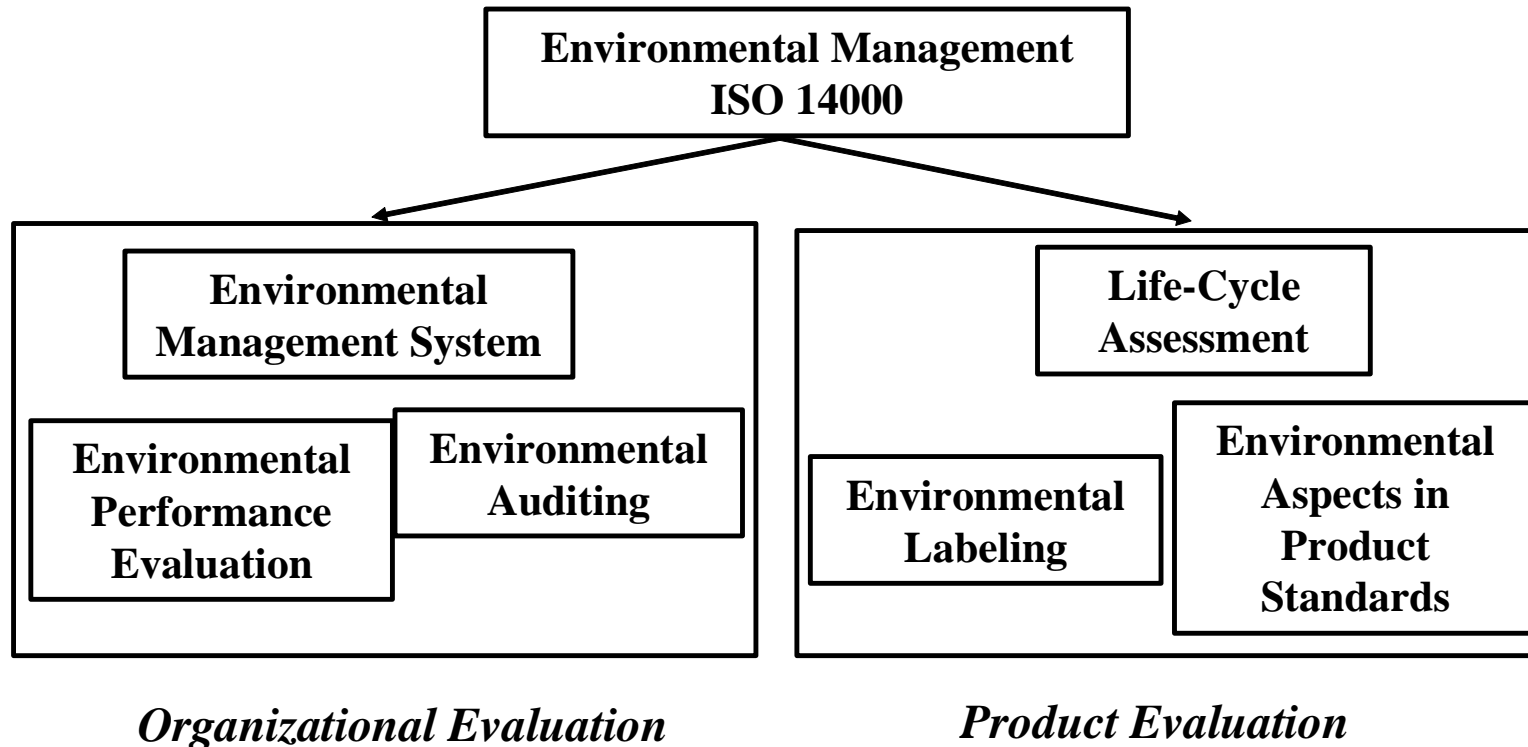 Environmental Management
ISO 14000
Environmental
Management System
Environmental
Performance
Evaluation
Environmental
Auditing
Organizational Evaluation
Life-Cycle
Assessment
Environmental
Labeling
Environmental
Aspects in
Product
Standards
Product Evaluation